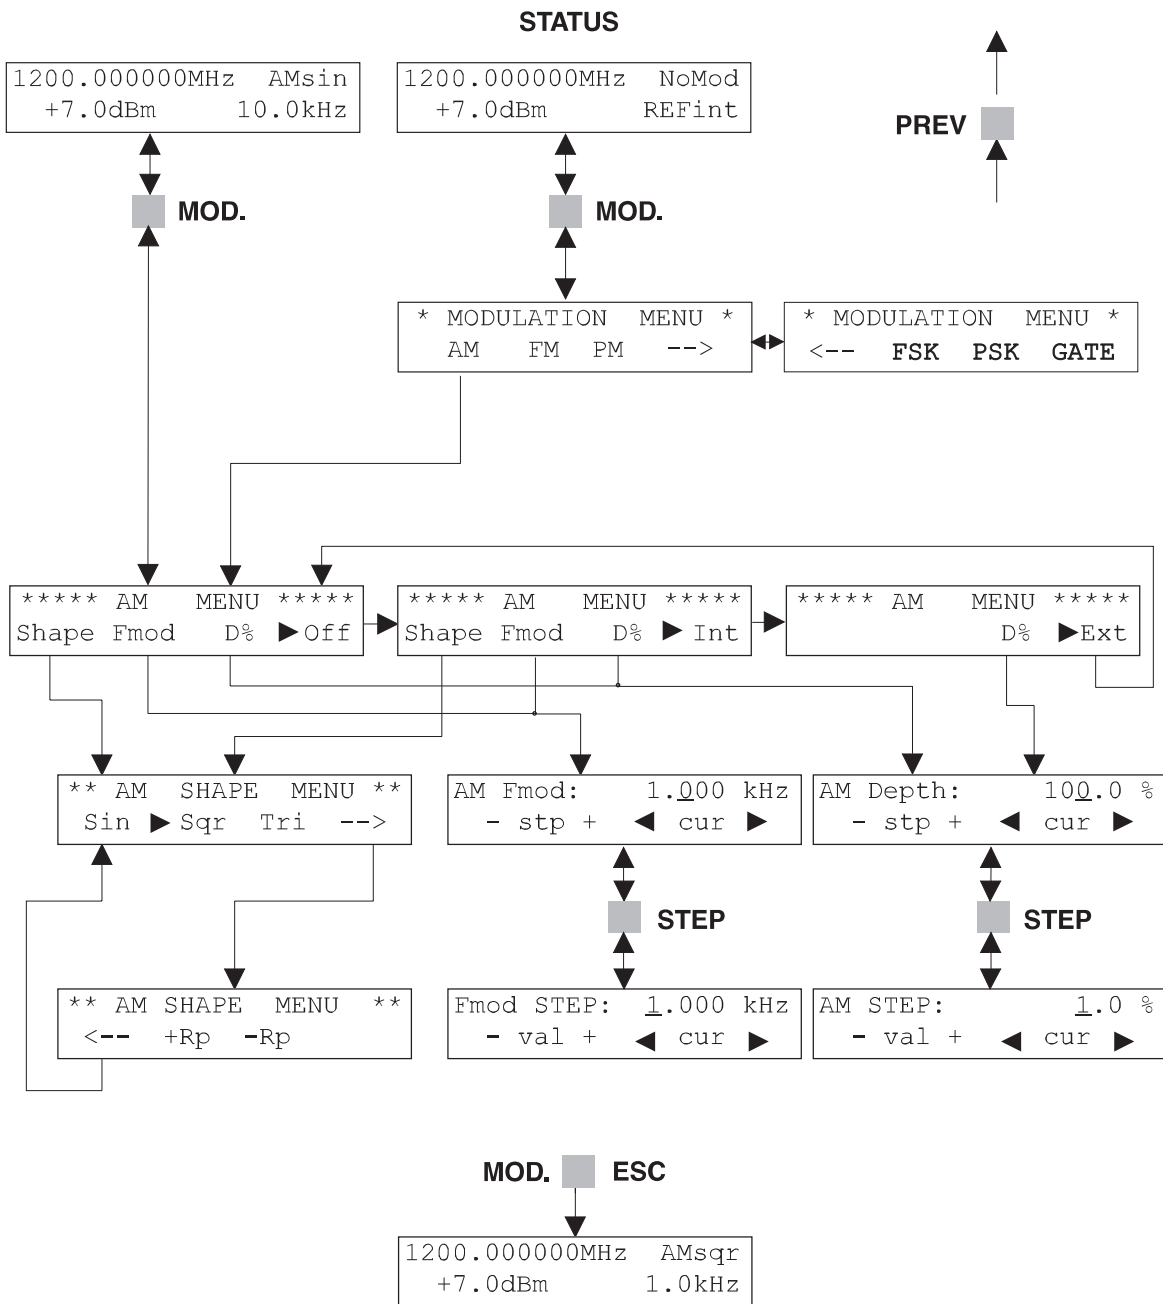 STATUS
1200.000000MHz AMsin
+7.0dBm 10.0kHz
1200.000000MHz NoMod
+7.0dBm REFint
PREV
MOD.
MOD.
* MODULATION MENU *
AM FM PM -->
* MODULATION MENU *
<-- FSK PSK GATE
***** AM MENU *****
Shape Fmod D% ▶Off
***** AM MENU *****
Shape Fmod D% ▶ Int
***** AM MENU *****
D% ▶Ext
** AM SHAPE MENU **
Sin ▶ Sqr Tri -->
AM Fmod: 1.000 kHz
- stp + ◀ cur ▶
AM Depth: 100.0 %
- stp + ◀ cur ▶
STEP
STEP
** AM SHAPE MENU **
<-- +Rp -Rp
Fmod STEP: 1.000 kHz
- val + ◀ cur ▶
AM STEP: 1.0 %
- val + ◀ cur ▶
MOD. ESC
1200.000000MHz AMsqr
+7.0dBm 1.0kHz